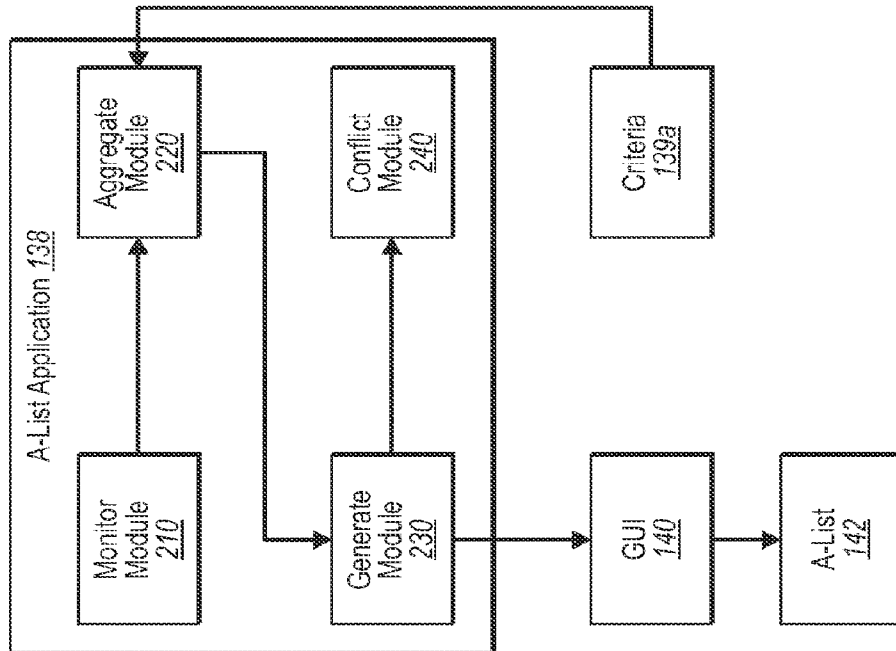 A-List Application 138
Monitor
Module
210
Aggregate
Module
220
Generate
Module
230
Conflict
Module
240
GUI
140
Criteria
139a
A-List
142